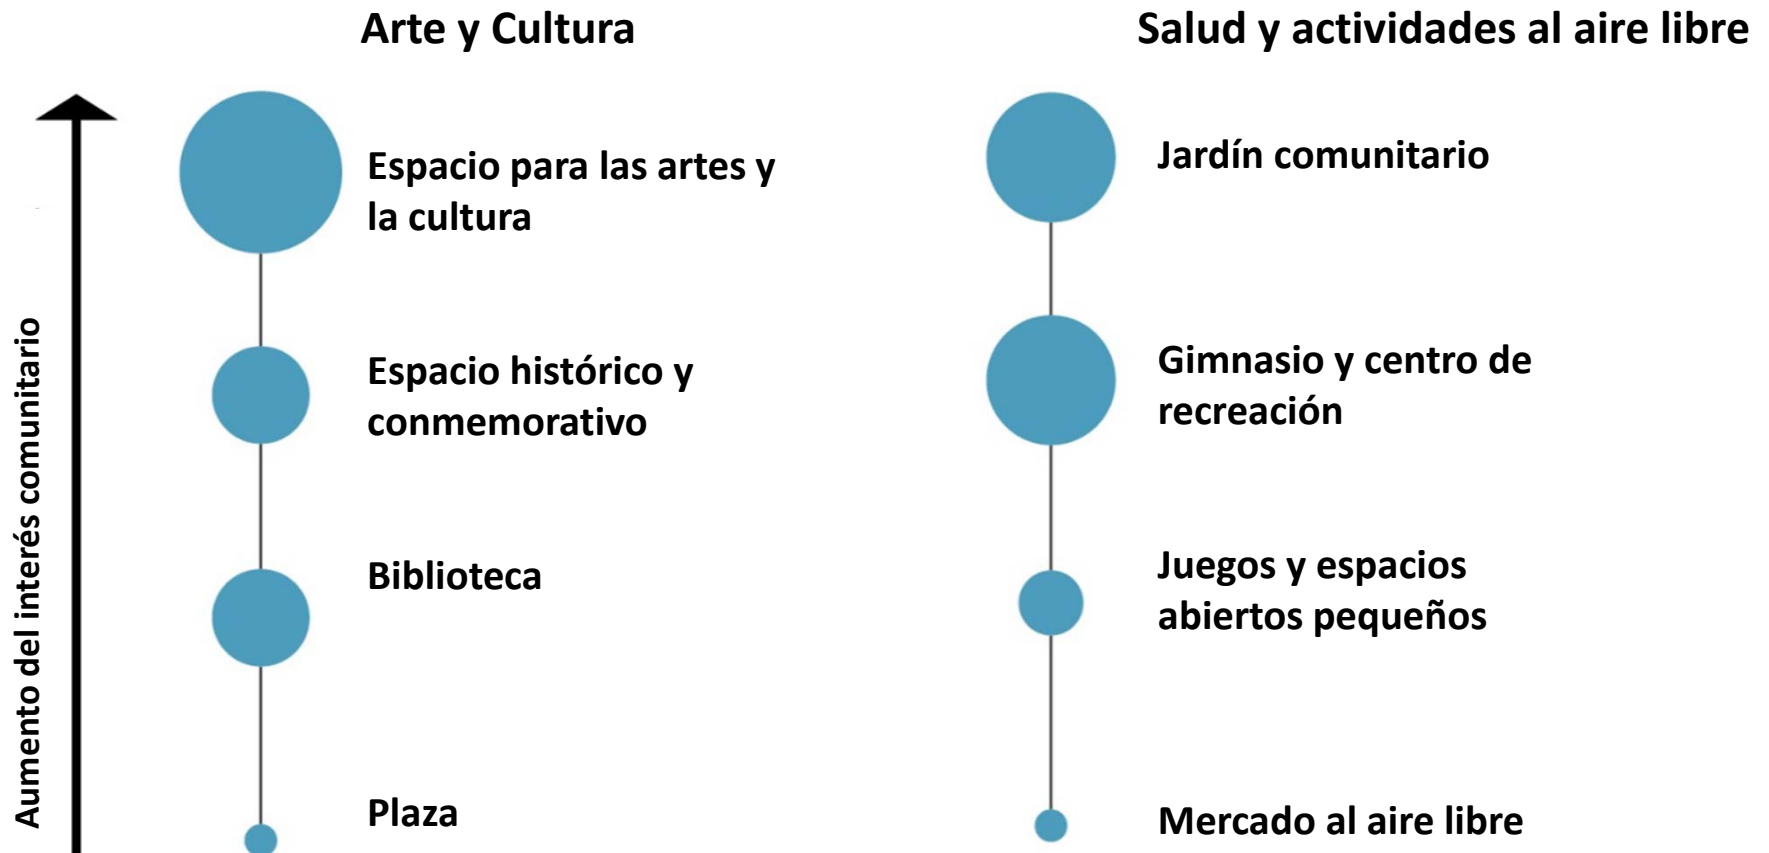 Arte y Cultura
Salud y actividades al aire libre
Aumento del interés comunitario
Espacio para las artes y
la cultura
Espacio histórico y
conmemorativo
Biblioteca
Plaza
Jardín comunitario
Gimnasio y centro de
recreación
Juegos y espacios
abiertos pequeños
Mercado al aire libre